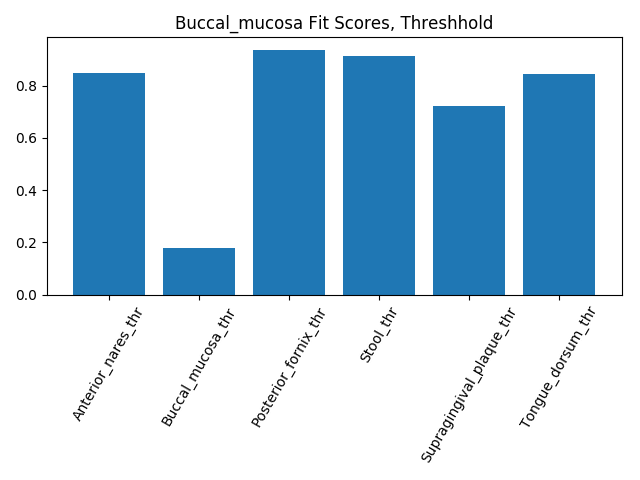 Buccal_mucosa Fit Scores, Threshhold
0.8
0.6
0.4
0.2
0.0
Anterior_nares_thr
Buccal_mucosa_thr
Posterior_fornix_thr
Stool_thr
Supragingival_plaque_thr
Tongue_dorsum_thr